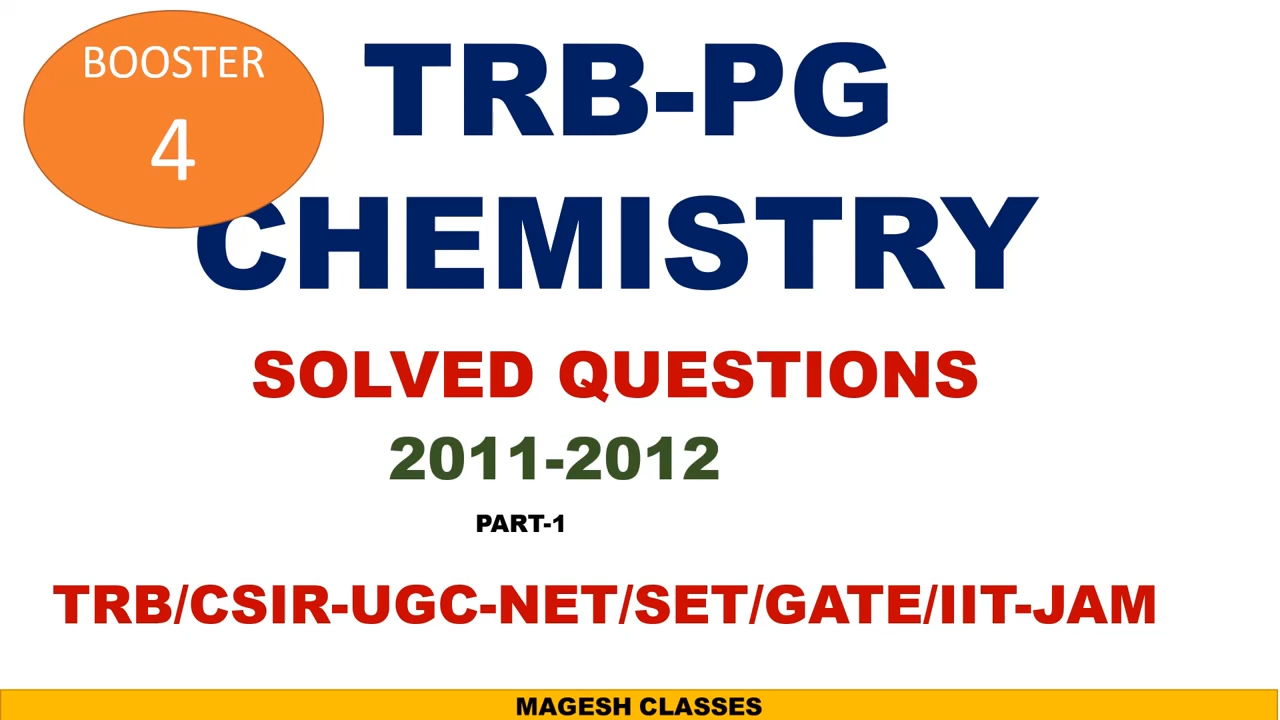 BOOSTER
4
TRB-PG
CHEMISTRY
SOLVED QUESTIONS
2011-2012
PART-1
TRB/CSIR-UGC-NET/SET/GATE/IIT-JAM
MAGESH CLASSES